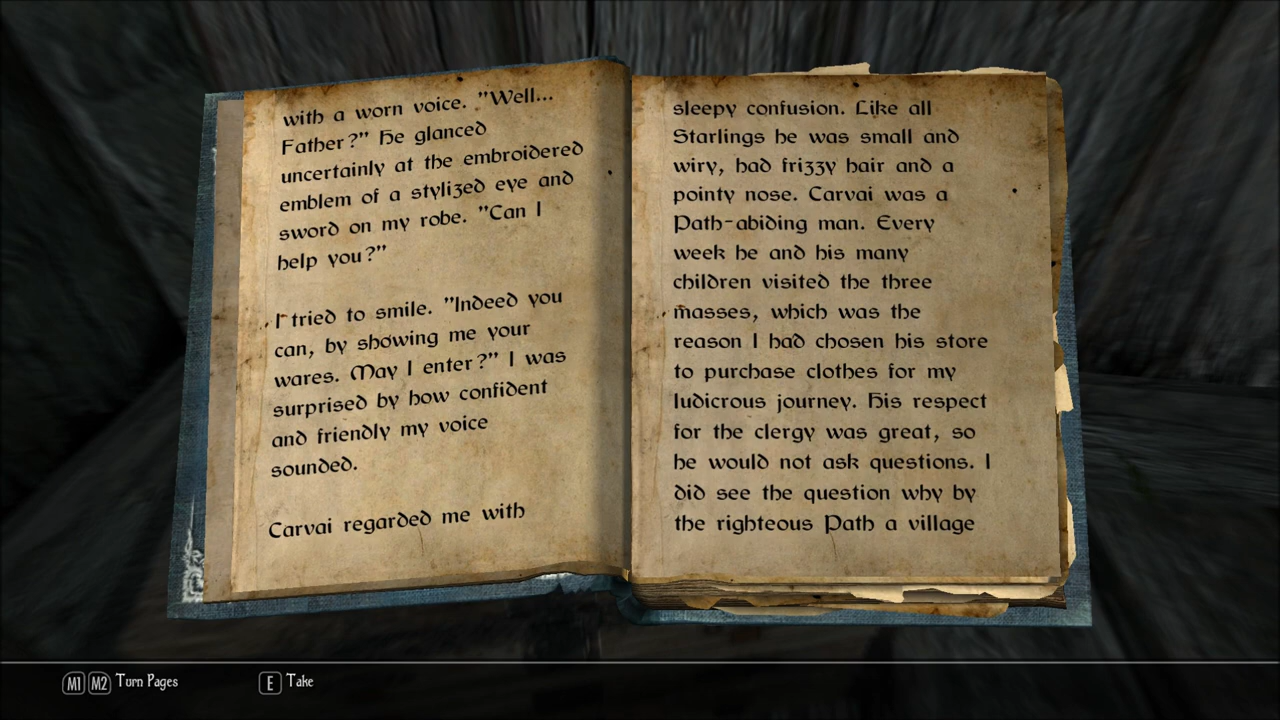 with a worn voice. "Well...
Father?" He glanced
uncertainly at the embroidered
emblem of a stylized eye and
sword on my robe. "Can I
help you?"
I tried to smile. "Indeed you
can, by showing me your
wares. May I enter?" I was
surprised by how confident
and friendly my voice
sounded.
Carvai regarded me with
sleepy confusion. Like all
Starlings he was small and
wiry, had frizzy hair and a
pointy nose. Carvai was a
Path-abiding man. Every
week he and his many
children visited the three
masses, which was the
reason I had chosen his store
to purchase clothes for my
ludicrous journey. His respect
for the clergy was great, so
he would not ask questions. I
did see the question why by
the righteous Path a village
M1 M2 Turn Pages
E Take